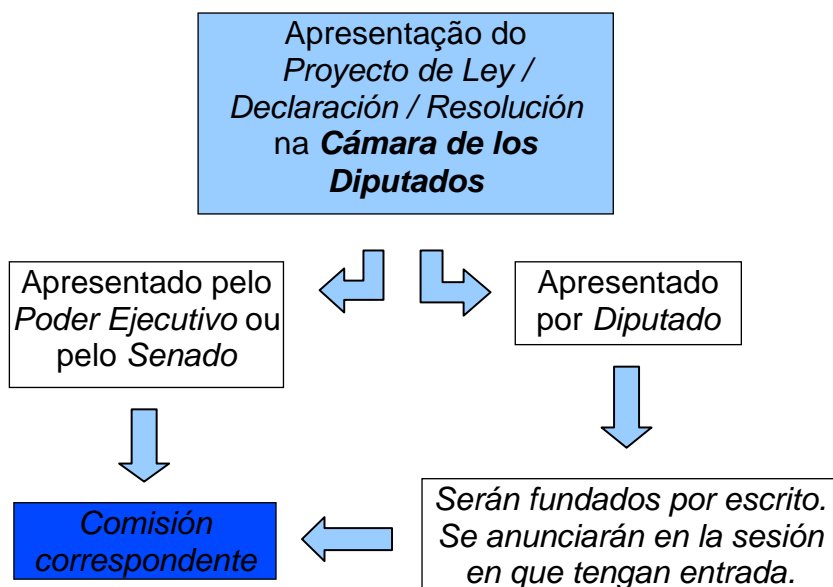 Apresentação do
Proyecto de Ley /
Declaración / Resolución
na Cámara de los
Diputados
Apresentado pelo
Poder Ejecutivo ou
pelo Senado
Apresentado
por Diputado
Comisión
correspondente
Serán fundados por escrito.
Se anunciarán en la sesión
en que tengan entrada.